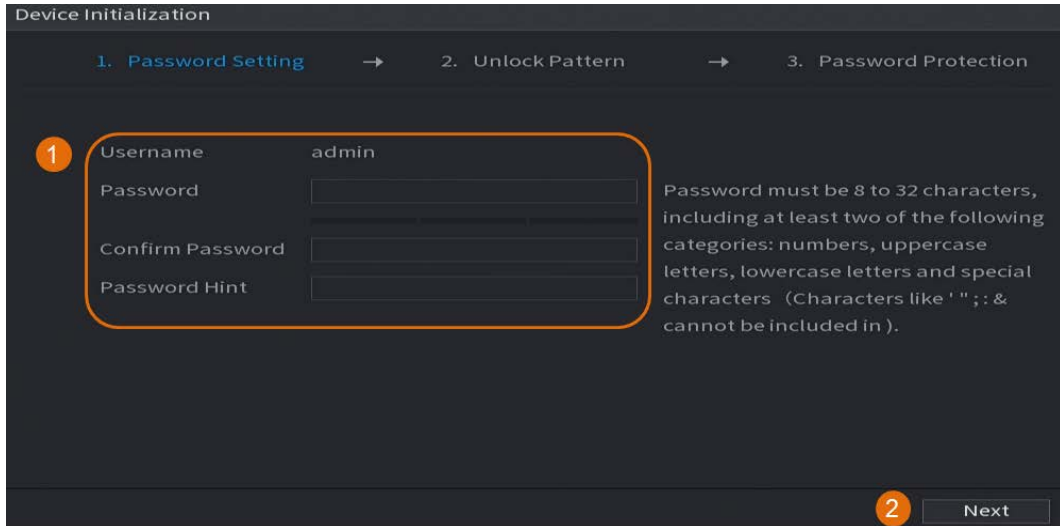 Device Initialization
1. Password Setting → 2. Unlock Pattern → 3. Password Protection
1
Username admin
Password
Confirm Password
Password Hint
Password must be 8 to 32 characters,
including at least two of the following
categories: numbers, uppercase
letters, lowercase letters and special
characters (Characters like ' " ; : &
cannot be included in ).
2
Next